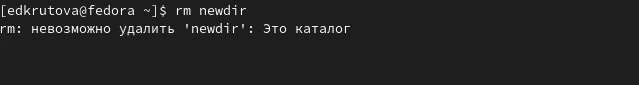 [edkrutova@fedora ~]$ rm newdir
rm: невозможно удалить 'newdir': Это каталог